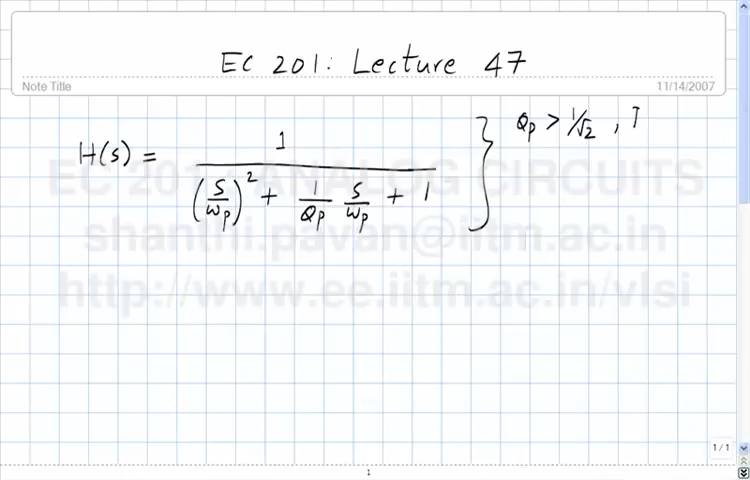 EC 201: Lecture 47
Note Title
11/14/2007
H(s) = 1 / ((s/ωp)² + 1/Qp s/ωp + 1) } Qp > 1/√2 ,
EC 201 ANALOG CIRCUITS
shanthi.pavan@iitm.ac.in
http://www.ee.iitm.ac.in/vlsi
1 / 1
1